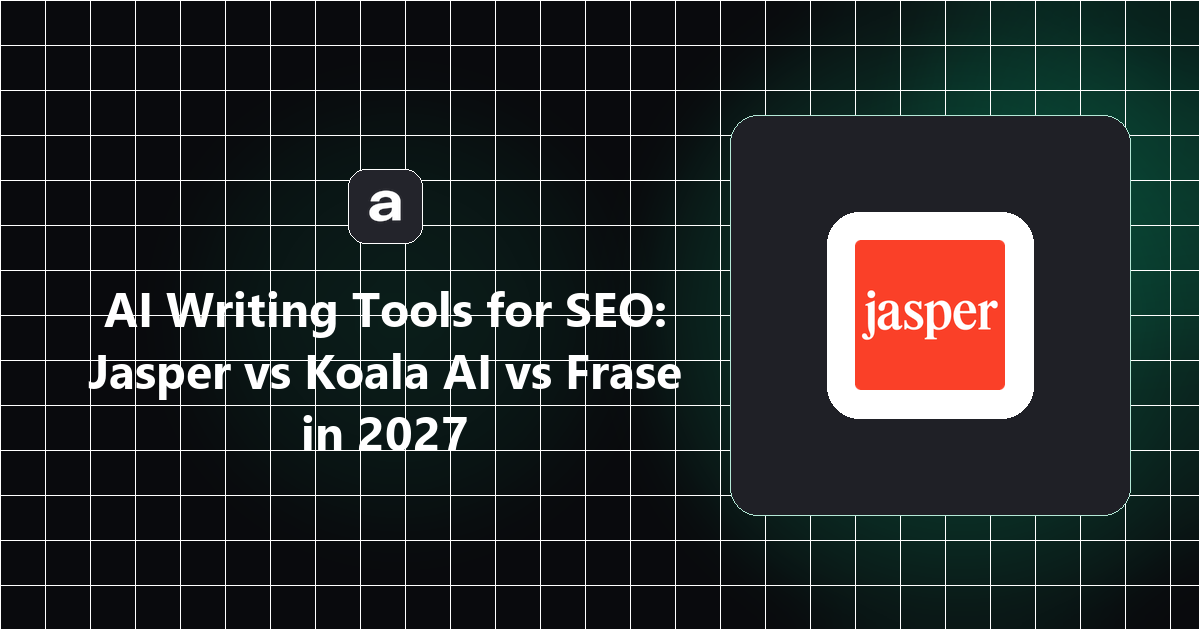 a
AI Writing Tools for SEO:
Jasper vs Koala AI vs Frase
in 2027
jasper